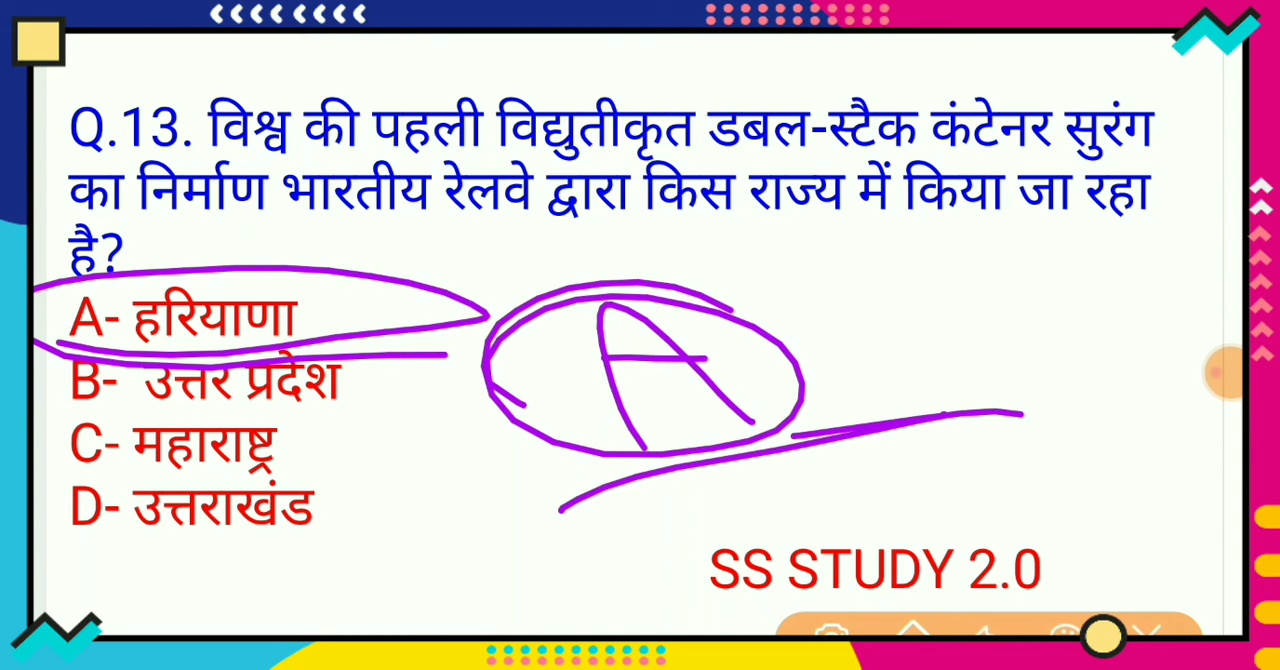 Q.13. विश्व की पहली विद्युतीकृत डबल-स्टैक कंटेनर सुरंग
का निर्माण भारतीय रेलवे द्वारा किस राज्य में किया जा रहा
है?
A- हरियाणा
A
B- उत्तर प्रदेश
C- महाराष्ट्र
D- उत्तराखंड
SS STUDY 2.0